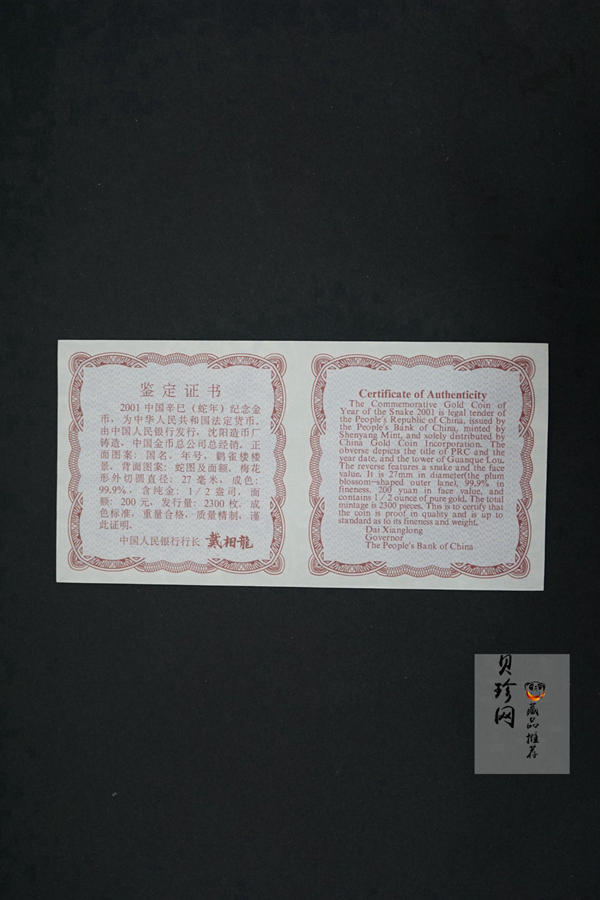 鉴定证书
2001中国辛巳（蛇年）纪念金
币，为中华人民共和国法定货币，
由中国人民银行发行，沈阳造币厂
铸造，中国金币总公司总经销。正
面图案：国名，年号，鹤雀楼楼
景，背面图案：蛇图及面额，梅花
形外切圆直径：27毫米，成色：
99.9%，含纯金：1/2盎司，面
额：200元，发行量：2300枚，成
色标准，重量合格，质量精制，谨
此证明。
中国人民银行行长 戴相龍
Certificate of Authenticity
The Commemorative Gold Coin of
Year of the Snake 2001 is legal tender of
the People's Republic of China, issued by
the People's Bank of China, minted by
Shenyang Mint, and solely distributed by
China Gold Coin Incorporation. The
obverse depicts the title of PRC and the
year date, and the tower of Guanque Lou.
The reverse features a snake and the face
value. It is 27mm in diameter(the plum
blossom-shaped outer lane), 99.9% in
fineness, 200 yuan in face value, and
contains 1/2 ounce of pure gold. The total
mintage is 2300 pieces. This is to certify that
the coin is proof in quality and is up to
standard as to its fineness and weight.
Dai Xianglong
Governor
The People's Bank of China
贝珍网
藏品推荐